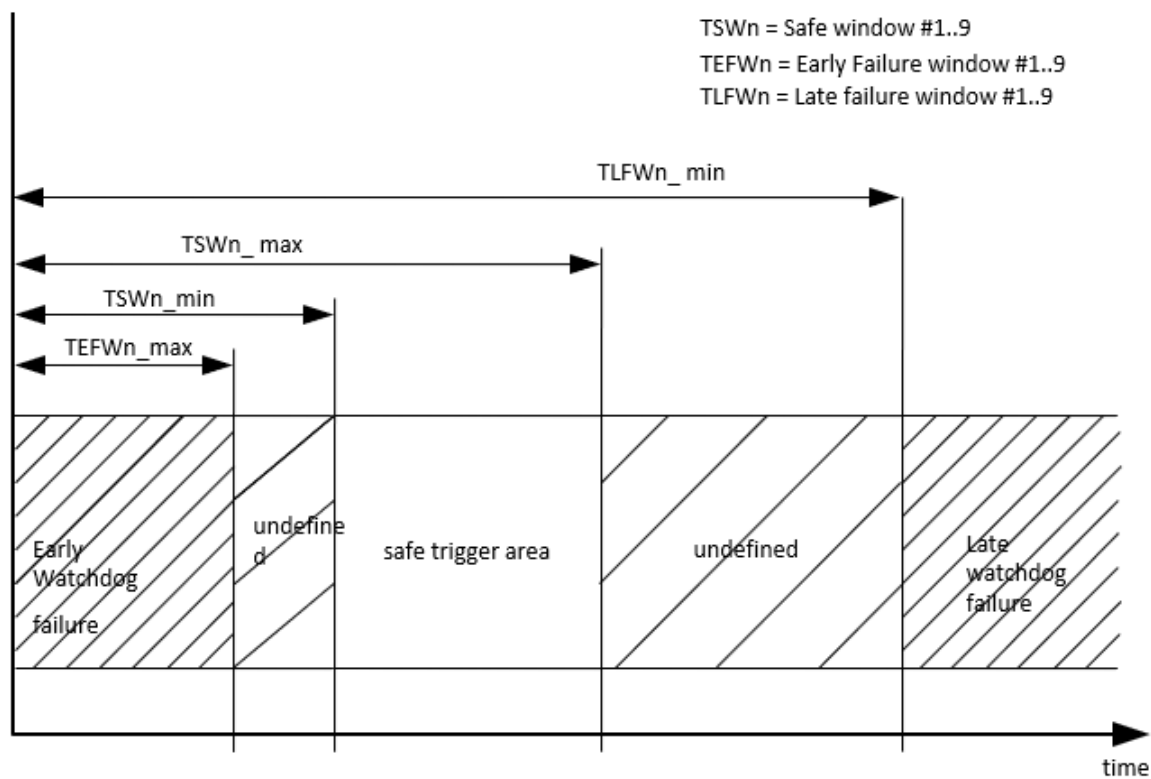 TSWn = Safe window #1..9
TEFWn = Early Failure window #1..9
TLFWn = Late failure window #1..9
TLFWn_ min
TSWn_ max
TSWn_min
TEFWn_max
Early
Watchdog
failure
undefine
d
safe trigger area
undefined
Late
watchdog
failure
time